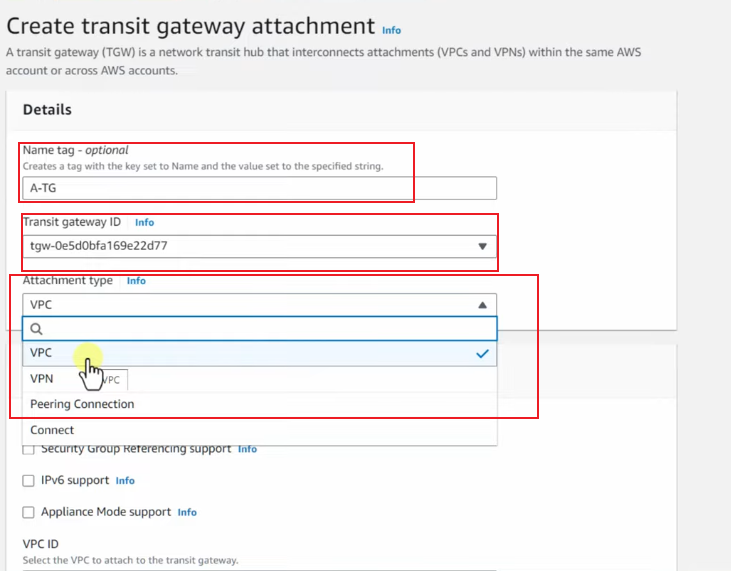 Create transit gateway attachment Info
A transit gateway (TGW) is a network transit hub that interconnects attachments (VPCs and VPNs) within the same AWS
account or across AWS accounts.
Details
Name tag - optional
Creates a tag with the key set to Name and the value set to the specified string.
A-TG
Transit gateway ID Info
tgw-0e5d0bfa169e22d77
Attachment type Info
VPC
VPC
VPN
VPC
Peering Connection
Connect
Security Group Referencing support Info
IPv6 support Info
Appliance Mode support Info
VPC ID
Select the VPC to attach to the transit gateway.